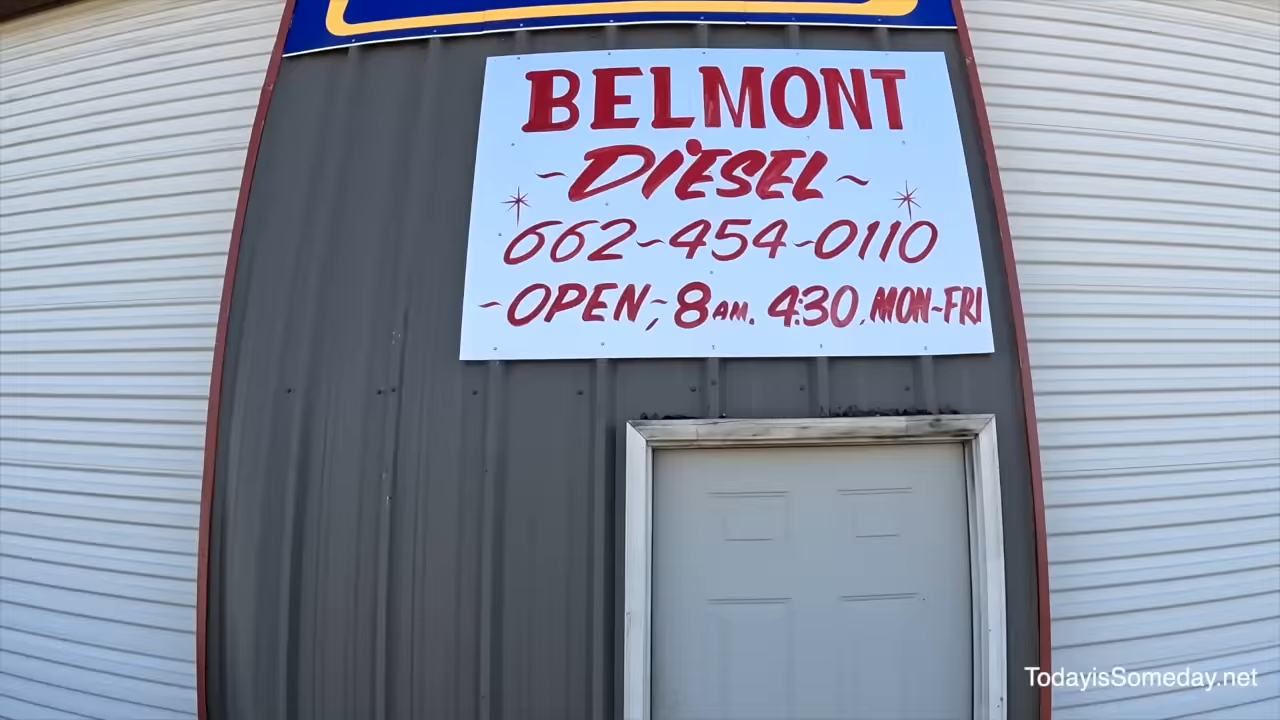 BELMONT
~DIESEL~
662-454-0110
~OPEN; 8AM. 4:30. MON-FRI
TodayisSomeday.net